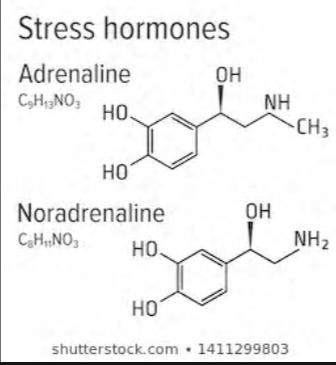 Stress hormones
Adrenaline
C₉H₁₃NO₃
OH
HO
NH
CH₃
HO
Noradrenaline
C₈H₁₁NO₃
OH
HO
NH₂
HO
shutterstock.com • 1411299803